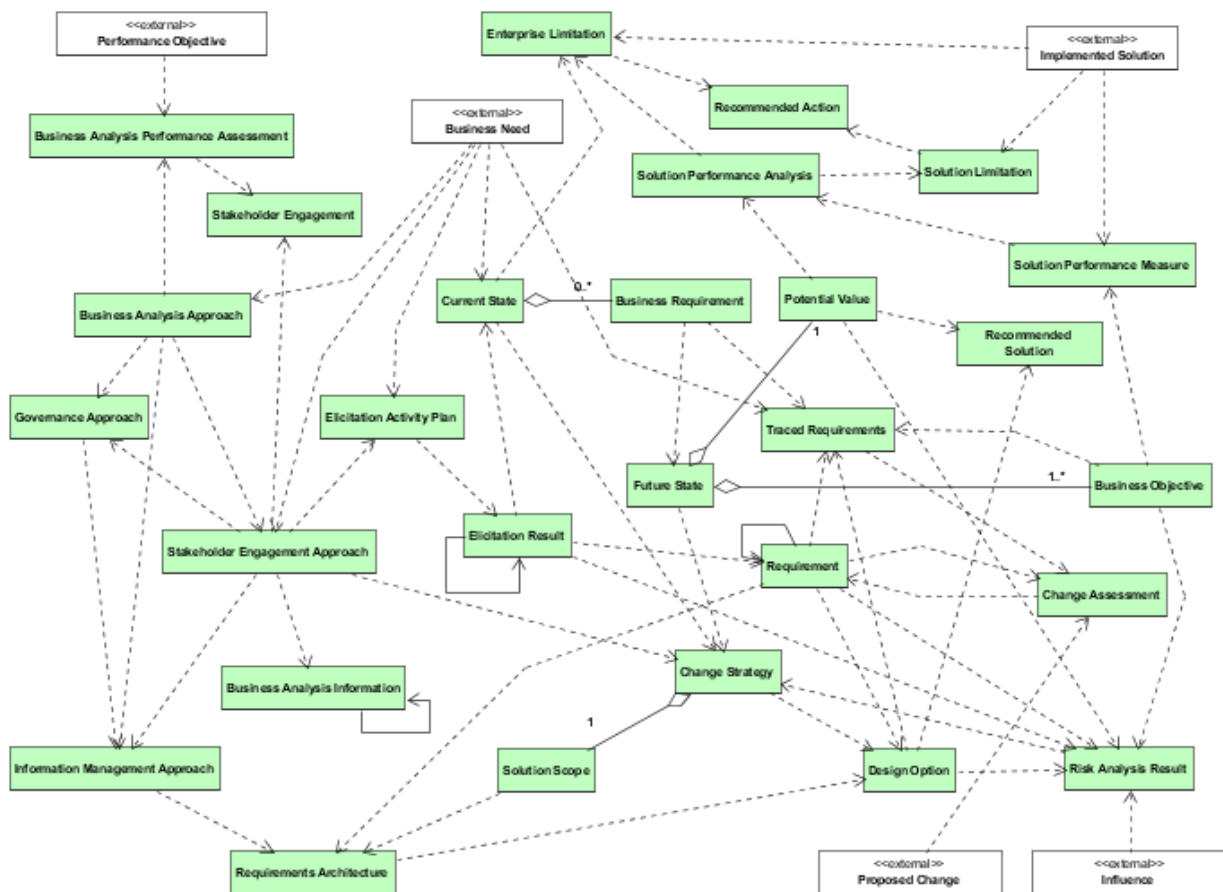 <<external>>
Performance Objective
Enterprise Limitation
<<external>>
Implemented Solution
Recommended Action
<<external>>
Business Need
Business Analysis Performance Assessment
Solution Performance Analysis
Solution Limitation
Stakeholder Engagement
Solution Performance Measure
Business Analysis Approach
Current State
0..*
Business Requirement
Potential Value
1
Recommended
Solution
Governance Approach
Elicitation Activity Plan
Traced Requirements
Future State
1..*
Business Objective
Stakeholder Engagement Approach
Elicitation Result
Requirement
Change Assessment
Business Analysis Information
Change Strategy
1
Information Management Approach
Solution Scope
Design Option
Risk Analysis Result
Requirements Architecture
<<external>>
Proposed Change
<<external>>
Influence